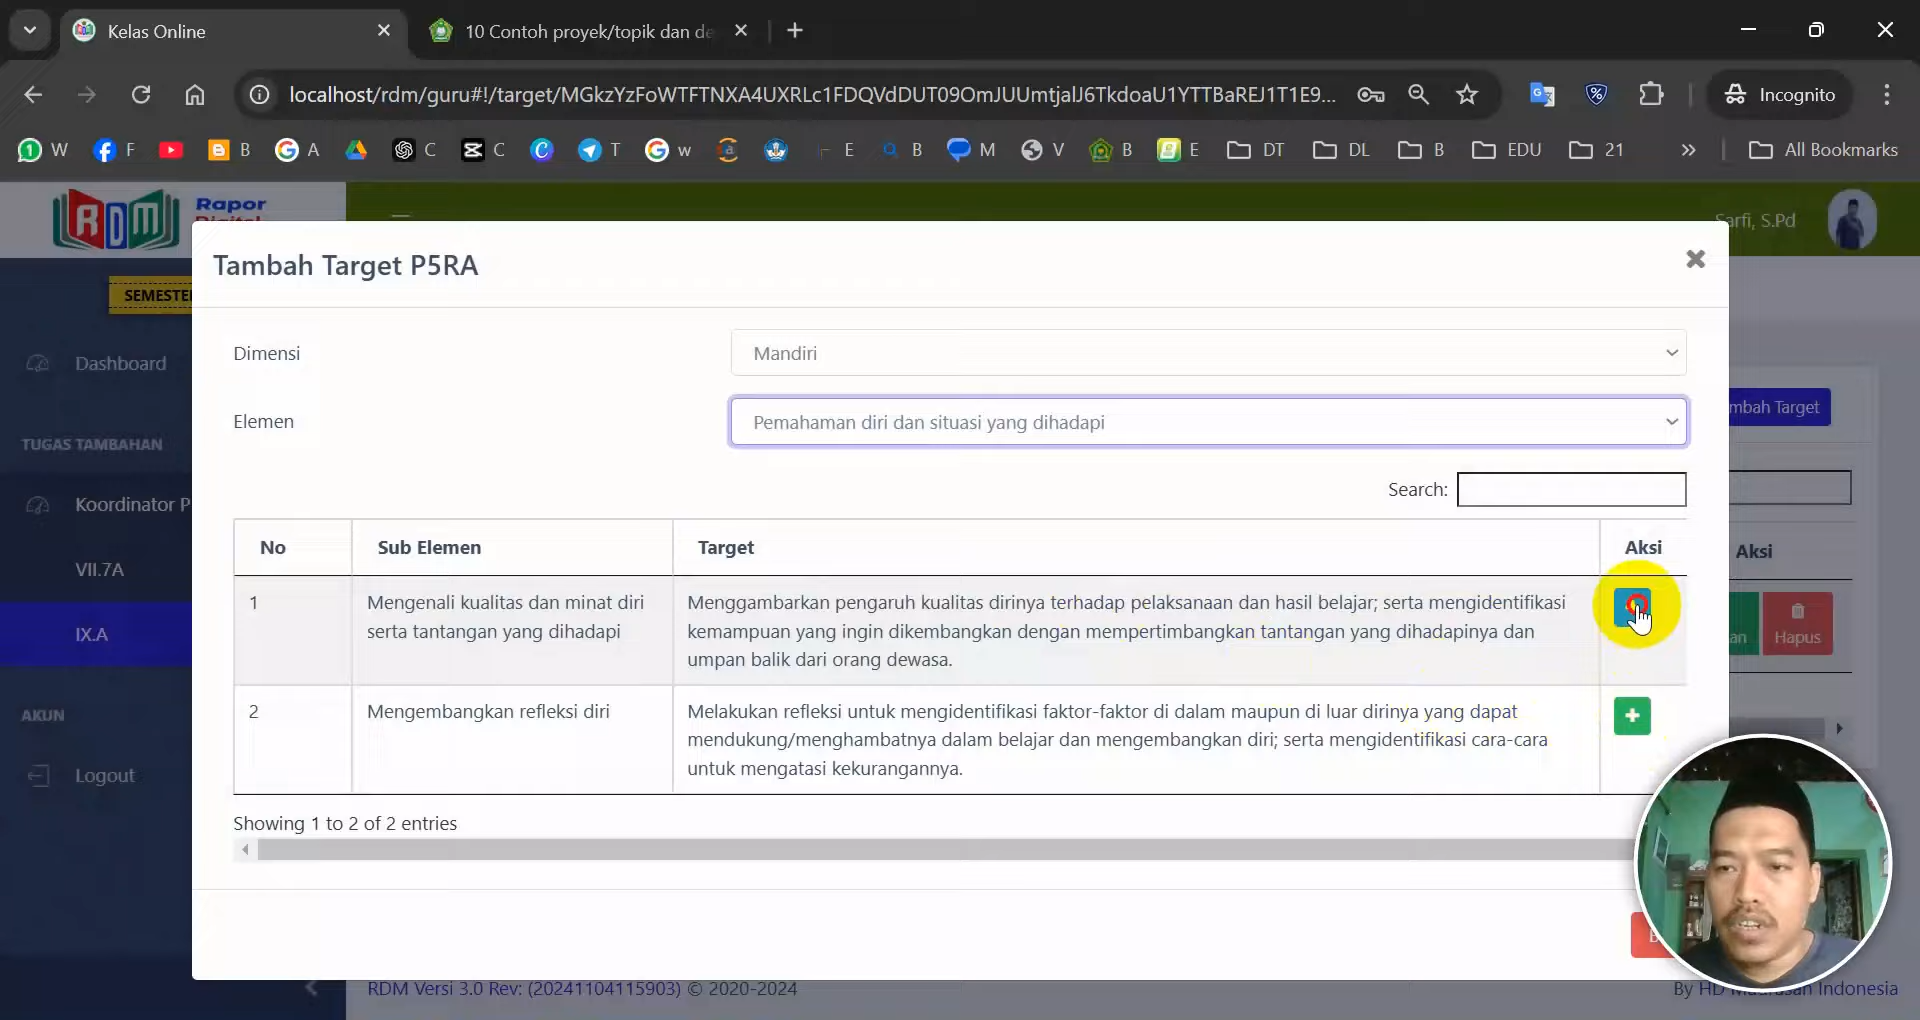 Kelas Online
10 Contoh proyek/topik dan de
localhost/rdm/guru#!/target/MGkzYzFoWTFTNXA4UXRLc1FDQVdDUT09OmJUUmtjalJ6TkdoaU1YTTBaREJ1T1E9...
Incognito
W
F
B
A
C
C
T
w
E
B
M
V
B
E
DT
DL
B
EDU
21
»
All Bookmarks
RDM
Rapor
Sarfi, S.Pd
Tambah Target P5RA
SEMESTE
Dimensi
Mandiri
Dashboard
Elemen
Pemahaman diri dan situasi yang dihadapi
mbah Target
TUGAS TAMBAHAN
Search:
Koordinator P
No
Sub Elemen
Target
Aksi
Aksi
VII.7A
1
Mengenali kualitas dan minat diri
serta tantangan yang dihadapi
Menggambarkan pengaruh kualitas dirinya terhadap pelaksanaan dan hasil belajar; serta mengidentifikasi
kemampuan yang ingin dikembangkan dengan mempertimbangkan tantangan yang dihadapinya dan
umpan balik dari orang dewasa.
an
Hapus
IX.A
2
Mengembangkan refleksi diri
Melakukan refleksi untuk mengidentifikasi faktor-faktor di dalam maupun di luar dirinya yang dapat
mendukung/menghambatnya dalam belajar dan mengembangkan diri; serta mengidentifikasi cara-cara
untuk mengatasi kekurangannya.
AKUN
Logout
Showing 1 to 2 of 2 entries
RDM Versi 3.0 Rev: (20241104115903) © 2020-2024
By HD Madrasah Indonesia